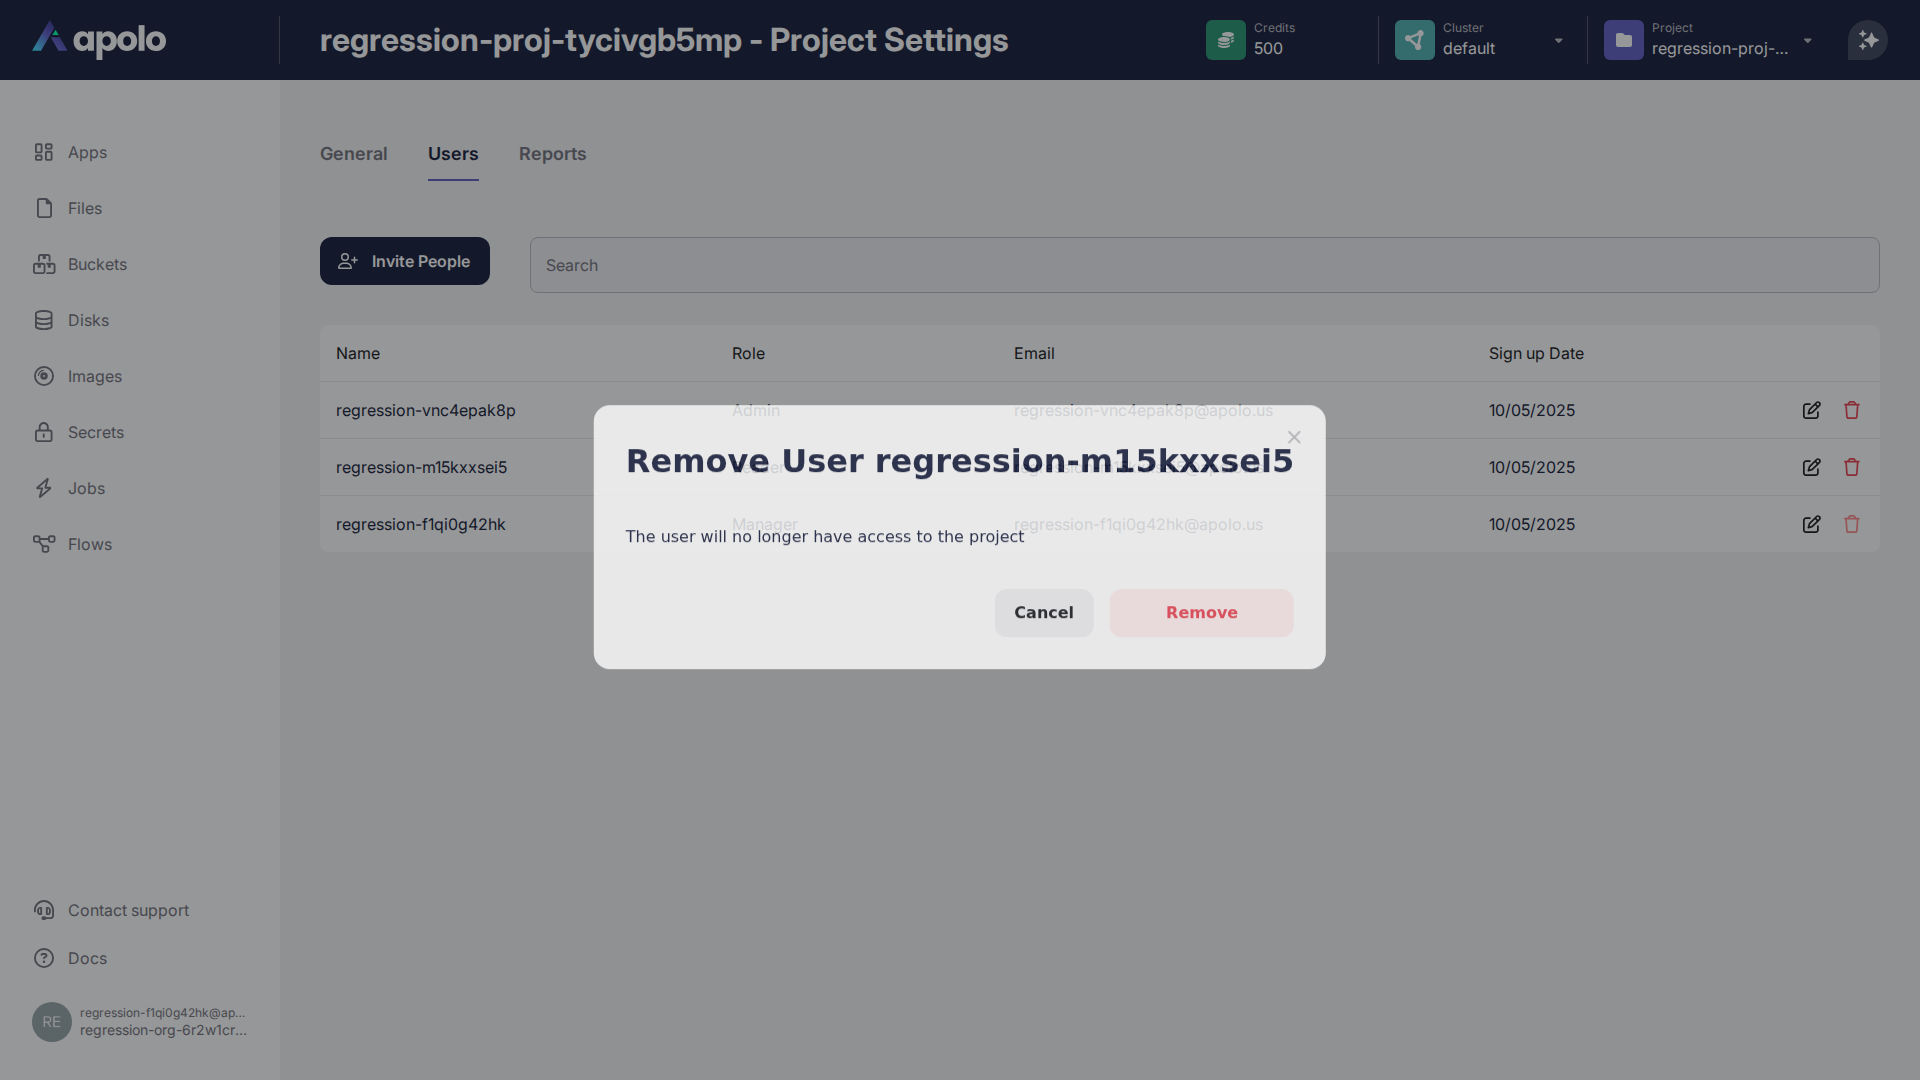 apolo
regression-proj-tycivgb5mp - Project Settings
Credits
500
Cluster
default
Project
regression-proj-...
Apps
Files
Buckets
Disks
Images
Secrets
Jobs
Flows
General
Users
Reports
Invite People
Search
Name
Role
Email
Sign up Date
regression-vnc4epak8p
Admin
regression-vnc4epak8p@apolo.us
10/05/2025
regression-m15kxxsei5
10/05/2025
regression-f1qi0g42hk
Manager
regression-f1qi0g42hk@apolo.us
10/05/2025
Remove User regression-m15kxxsei5
The user will no longer have access to the project
Cancel
Remove
Contact support
Docs
RE
regression-f1qi0g42hk@ap...
regression-org-6r2w1cr...